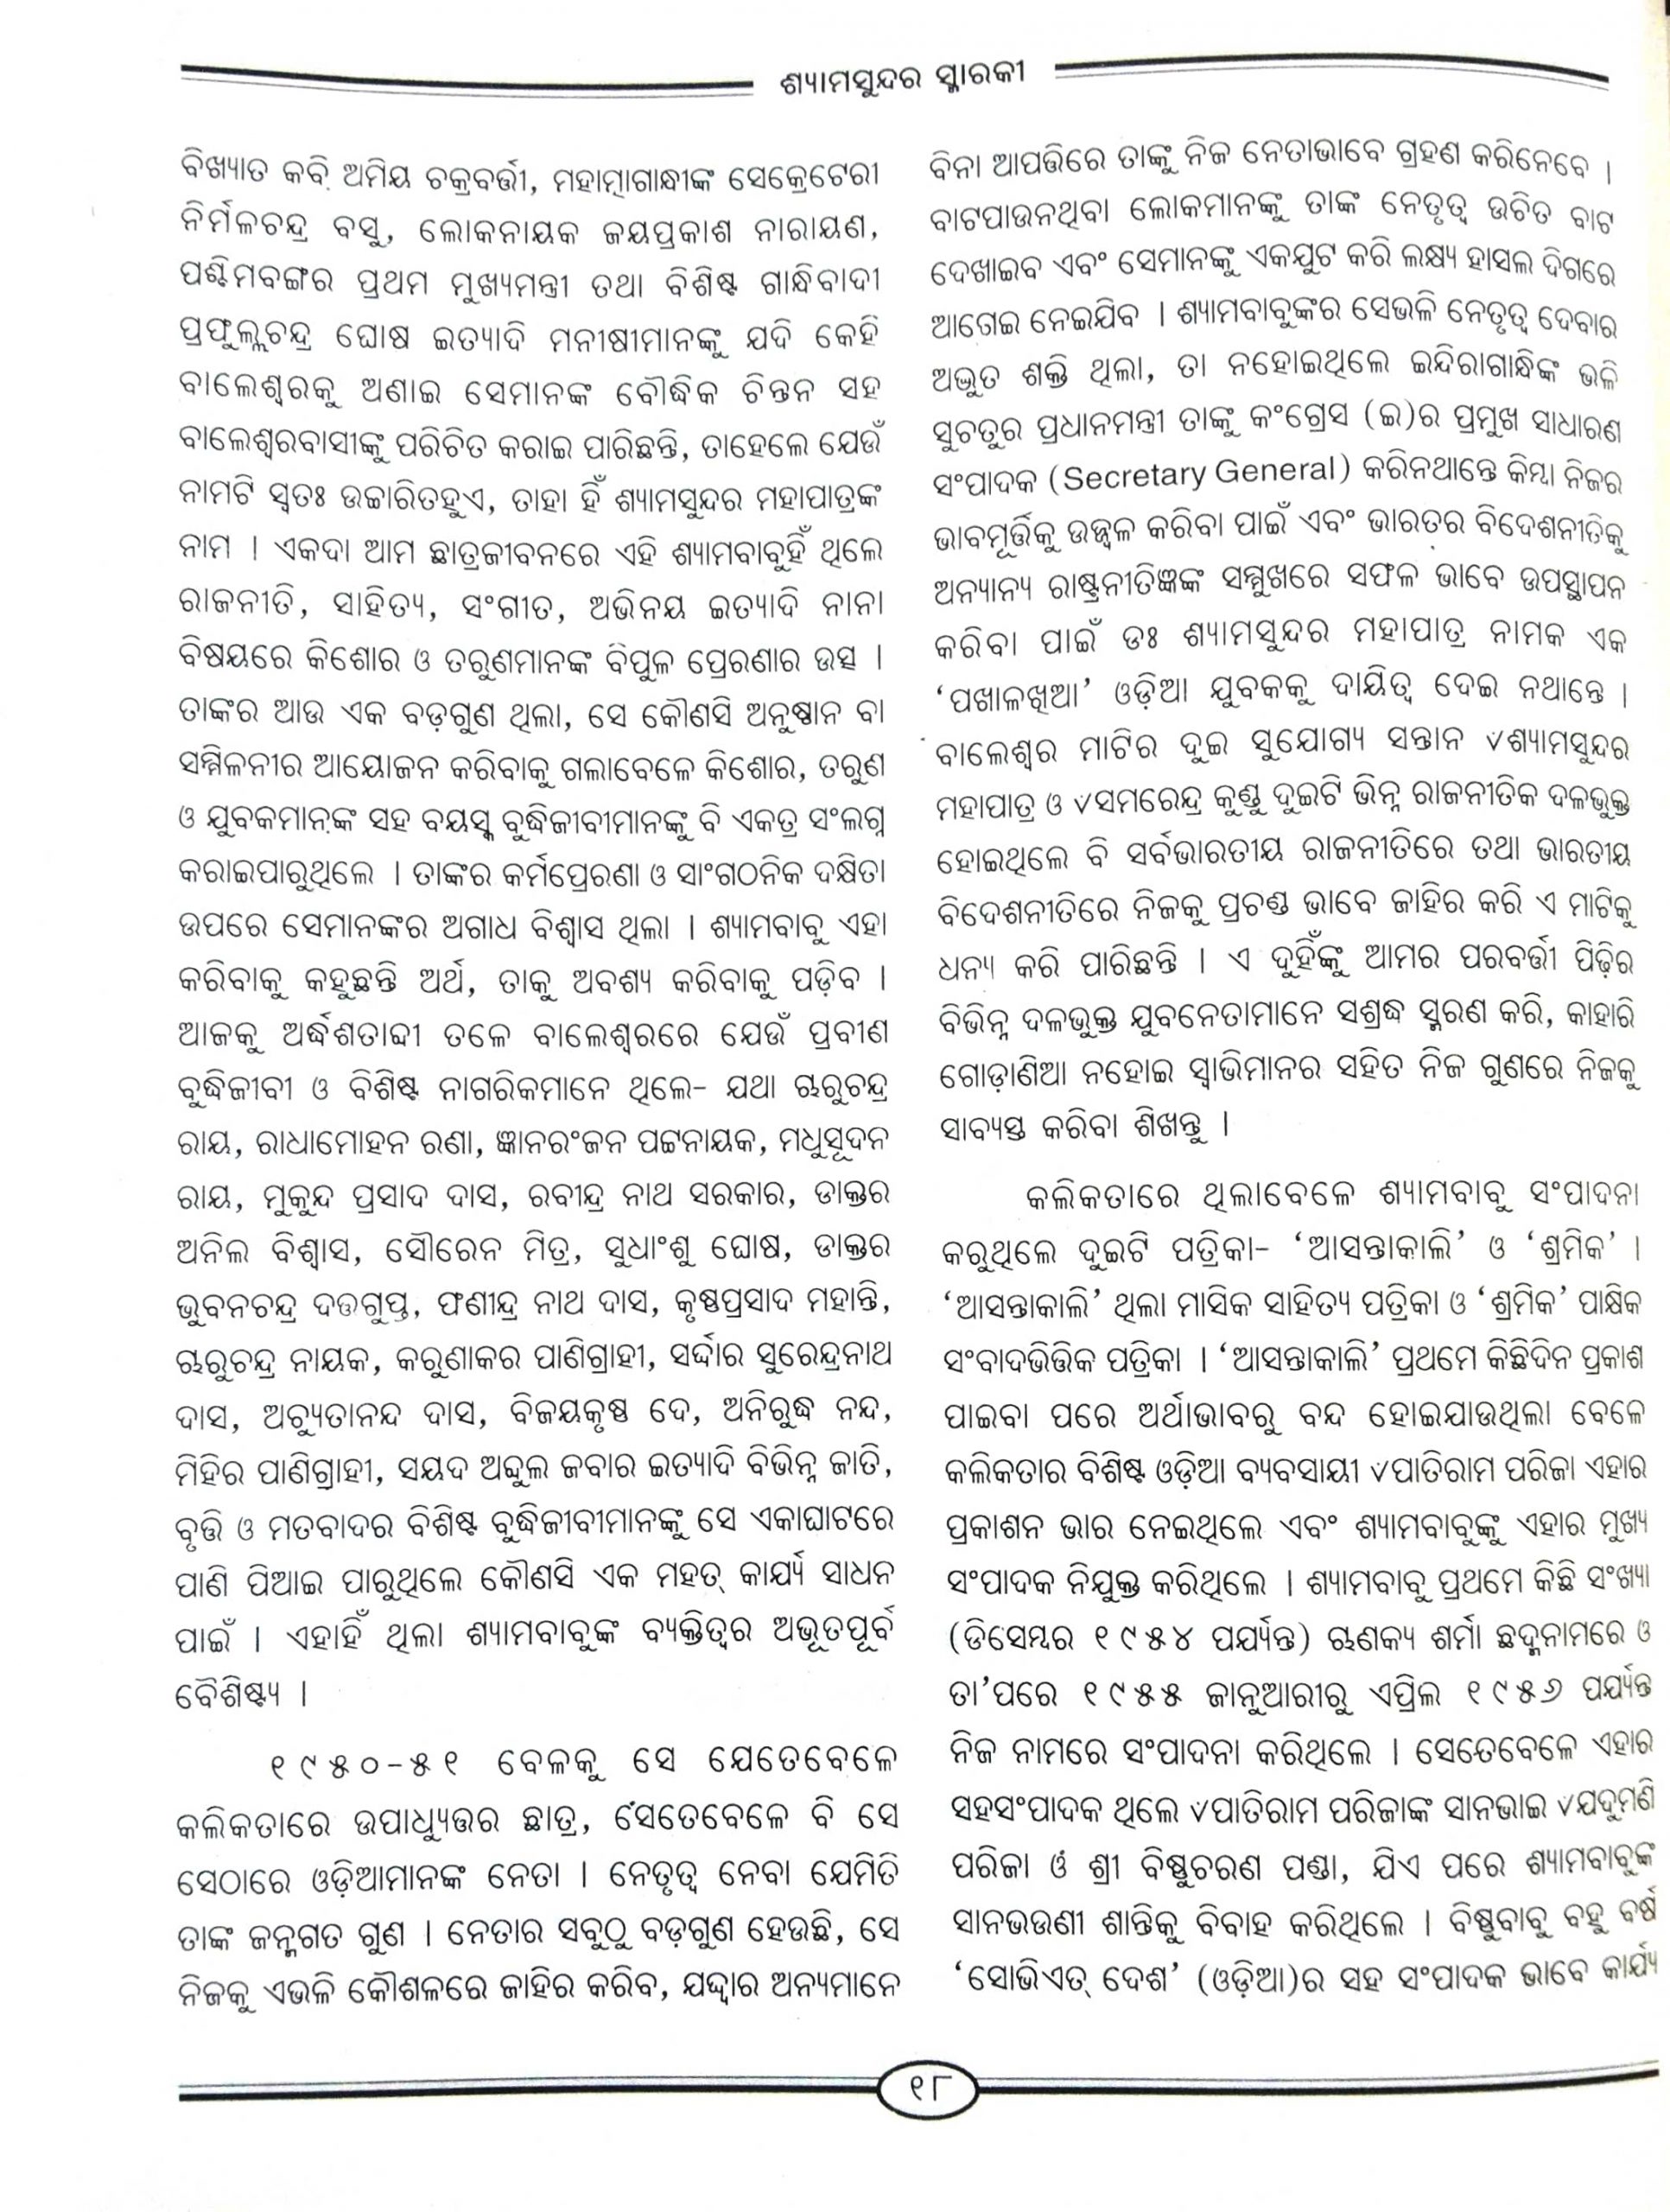 ଶ୍ୟାମସୁନ୍ଦର ସ୍ମାରକୀ
ବିଖ୍ୟାତ କବି ଅମିୟ ଚକ୍ରବର୍ତ୍ତୀ, ମହାତ୍ମାଗାନ୍ଧୀଙ୍କ ସେକ୍ରେଟେରୀ
ନିର୍ମଳଚନ୍ଦ୍ର ବସୁ, ଲୋକନାୟକ ଜୟପ୍ରକାଶ ନାରାୟଣ,
ପଶ୍ଚିମବଙ୍ଗର ପ୍ରଥମ ମୁଖ୍ୟମନ୍ତ୍ରୀ ତଥା ବିଶିଷ୍ଟ ଗାନ୍ଧିବାଦୀ
ପ୍ରଫୁଲ୍ଲଚନ୍ଦ୍ର ଘୋଷ ଇତ୍ୟାଦି ମନୀଷୀମାନଙ୍କୁ ଯଦି କେହି
ବାଲେଶ୍ୱରକୁ ଅଣାଇ ସେମାନଙ୍କ ବୌଦ୍ଧିକ ଚିନ୍ତନ ସହ
ବାଲେଶ୍ୱରବାସୀଙ୍କୁ ପରିଚିତ କରାଇ ପାରିଛନ୍ତି, ତାହେଲେ ଯେଉଁ
ନାମଟି ସ୍ୱତଃ ଉଚ୍ଚାରିତହୁଏ, ତାହା ହିଁ ଶ୍ୟାମସୁନ୍ଦର ମହାପାତ୍ରଙ୍କ
ନାମ । ଏକଦା ଆମ ଛାତ୍ରଜୀବନରେ ଏହି ଶ୍ୟାମବାବୁହିଁ ଥିଲେ
ରାଜନୀତି, ସାହିତ୍ୟ, ସଂଗୀତ, ଅଭିନୟ ଇତ୍ୟାଦି ନାନା
ବିଷୟରେ କିଶୋର ଓ ତରୁଣମାନଙ୍କ ବିପୁଳ ପ୍ରେରଣାର ଉତ୍ସ ।
ତାଙ୍କର ଆଉ ଏକ ବଡ଼ଗୁଣ ଥିଲା, ସେ କୌଣସି ଅନୁଷ୍ଠାନ ବା
ସମ୍ମିଳନୀର ଆୟୋଜନ କରିବାକୁ ଗଲାବେଳେ କିଶୋର, ତରୁଣ
ଓ ଯୁବକମାନଙ୍କ ସହ ବୟସ୍କ ବୁଦ୍ଧିଜୀବୀମାନଙ୍କୁ ବି ଏକତ୍ର ସଂଲଗ୍ନ
କରାଇପାରୁଥିଲେ । ତାଙ୍କର କର୍ମପ୍ରେରଣା ଓ ସାଂଗଠନିକ ଦକ୍ଷିତା
ଉପରେ ସେମାନଙ୍କର ଅଗାଧ ବିଶ୍ୱାସ ଥିଲା । ଶ୍ୟାମବାବୁ ଏହା
କରିବାକୁ କହୁଛନ୍ତି ଅର୍ଥ, ତାକୁ ଅବଶ୍ୟ କରିବାକୁ ପଡ଼ିବ ।
ଆଜକୁ ଅର୍ଦ୍ଧଶତାବ୍ଦୀ ତଳେ ବାଲେଶ୍ୱରରେ ଯେଉଁ ପ୍ରବୀଣ
ବୁଦ୍ଧିଜୀବୀ ଓ ବିଶିଷ୍ଟ ନାଗରିକମାନେ ଥିଲେ- ଯଥା ଚାରୁଚନ୍ଦ୍ର
ରାୟ, ରାଧାମୋହନ ରଣା, ଜ୍ଞାନରଂଜନ ପଟ୍ଟନାୟକ, ମଧୁସୂଦନ
ରାୟ, ମୁକୁନ୍ଦ ପ୍ରସାଦ ଦାସ, ରବୀନ୍ଦ୍ର ନାଥ ସରକାର, ଡାକ୍ତର
ଅନିଲ ବିଶ୍ୱାସ, ସୌରେନ ମିତ୍ର, ସୁଧାଂଶୁ ଘୋଷ, ଡାକ୍ତର
ଭୁବନଚନ୍ଦ୍ର ଦତ୍ତଗୁପ୍ତ, ଫଣୀନ୍ଦ୍ର ନାଥ ଦାସ, କୃଷ୍ଣପ୍ରସାଦ ମହାନ୍ତି,
ଚାରୁଚନ୍ଦ୍ର ନାୟକ, କରୁଣାକର ପାଣିଗ୍ରାହୀ, ସର୍ଦ୍ଦାର ସୁରେନ୍ଦ୍ରନାଥ
ଦାସ, ଅଚ୍ୟୁତାନନ୍ଦ ଦାସ, ବିଜୟକୃଷ୍ଣ ଦେ, ଅନିରୁଦ୍ଧ ନନ୍ଦ,
ମିହିର ପାଣିଗ୍ରାହୀ, ସୟଦ ଅବ୍ଦୁଲ ଜବାର ଇତ୍ୟାଦି ବିଭିନ୍ନ ଜାତି,
ବୃତ୍ତି ଓ ମତବାଦର ବିଶିଷ୍ଟ ବୁଦ୍ଧିଜୀବୀମାନଙ୍କୁ ସେ ଏକାଘାଟରେ
ପାଣି ପିଆଇ ପାରୁଥିଲେ କୌଣସି ଏକ ମହତ୍ କାର୍ଯ୍ୟ ସାଧନ
ପାଇଁ । ଏହାହିଁ ଥିଲା ଶ୍ୟାମବାବୁଙ୍କ ବ୍ୟକ୍ତିତ୍ୱର ଅଭୂତପୂର୍ବ
ବୈଶିଷ୍ଟ୍ୟ ।
୧୯୫୦-୫୧ ବେଳକୁ ସେ ଯେତେବେଳେ
କଲିକତାରେ ଉପାଧ୍ୟୁତ୍ତର ଛାତ୍ର, ସେତେବେଳେ ବି ସେ
ସେଠାରେ ଓଡ଼ିଆମାନଙ୍କ ନେତା । ନେତୃତ୍ୱ ନେବା ଯେମିତି
ତାଙ୍କ ଜନ୍ମଗତ ଗୁଣ । ନେତାର ସବୁଠୁ ବଡ଼ଗୁଣ ହେଉଛି, ସେ
ନିଜକୁ ଏଭଳି କୌଶଳରେ ଜାହିର କରିବ, ଯଦ୍ଦ୍ୱାର ଅନ୍ୟମାନେ
ବିନା ଆପତ୍ତିରେ ତାଙ୍କୁ ନିଜ ନେତାଭାବେ ଗ୍ରହଣ କରିନେବେ ।
ବାଟପାଉନଥିବା ଲୋକମାନଙ୍କୁ ତାଙ୍କ ନେତୃତ୍ୱ ଉଚିତ ବାଟ
ଦେଖାଇବ ଏବଂ ସେମାନଙ୍କୁ ଏକଯୁଟ କରି ଲକ୍ଷ୍ୟ ହାସଲ ଦିଗରେ
ଆଗେଇ ନେଇଯିବ । ଶ୍ୟାମବାବୁଙ୍କର ସେଭଳି ନେତୃତ୍ୱ ଦେବାର
ଅଦ୍ଭୁତ ଶକ୍ତି ଥିଲା, ତା ନହୋଇଥିଲେ ଇନ୍ଦିରାଗାନ୍ଧିଙ୍କ ଭଳି
ସୁଚତୁର ପ୍ରଧାନମନ୍ତ୍ରୀ ତାଙ୍କୁ କଂଗ୍ରେସ (ଇ)ର ପ୍ରମୁଖ ସାଧାରଣ
ସଂପାଦକ (Secretary General) କରିନଥାନ୍ତେ କିମ୍ବା ନିଜର
ଭାବମୂର୍ତ୍ତିକୁ ଉଜ୍ଜ୍ୱଳ କରିବା ପାଇଁ ଏବଂ ଭାରତର ବିଦେଶନୀତିକୁ
ଅନ୍ୟାନ୍ୟ ରାଷ୍ଟ୍ରନୀତିଜ୍ଞଙ୍କ ସମ୍ମୁଖରେ ସଫଳ ଭାବେ ଉପସ୍ଥାପନ
କରିବା ପାଇଁ ଡଃ ଶ୍ୟାମସୁନ୍ଦର ମହାପାତ୍ର ନାମକ ଏକ
‘ପଖାଳଖିଆ’ ଓଡ଼ିଆ ଯୁବକକୁ ଦାୟିତ୍ୱ ଦେଇ ନଥାନ୍ତେ ।
ବାଲେଶ୍ୱର ମାଟିର ଦୁଇ ସୁଯୋଗ୍ୟ ସନ୍ତାନ ୰ଶ୍ୟାମସୁନ୍ଦର
ମହାପାତ୍ର ଓ ୰ସମରେନ୍ଦ୍ର କୁଣ୍ଡୁ ଦୁଇଟି ଭିନ୍ନ ରାଜନୀତିକ ଦଳଭୁକ୍ତ
ହୋଇଥିଲେ ବି ସର୍ବଭାରତୀୟ ରାଜନୀତିରେ ତଥା ଭାରତୀୟ
ବିଦେଶନୀତିରେ ନିଜକୁ ପ୍ରଚଣ୍ଡ ଭାବେ ଜାହିର କରି ଏ ମାଟିକୁ
ଧନ୍ୟ କରି ପାରିଛନ୍ତି । ଏ ଦୁହିଁଙ୍କୁ ଆମର ପରବର୍ତ୍ତୀ ପିଢ଼ିର
ବିଭିନ୍ନ ଦଳଭୁକ୍ତ ଯୁବନେତାମାନେ ସଶ୍ରଦ୍ଧ ସ୍ମରଣ କରି, କାହାରି
ଗୋଡ଼ାଣିଆ ନହୋଇ ସ୍ୱାଭିମାନର ସହିତ ନିଜ ଗୁଣରେ ନିଜକୁ
ସାବ୍ୟସ୍ତ କରିବା ଶିଖନ୍ତୁ ।
କଲିକତାରେ ଥିଲାବେଳେ ଶ୍ୟାମବାବୁ ସଂପାଦନା
କରୁଥିଲେ ଦୁଇଟି ପତ୍ରିକା- ‘ଆସନ୍ତାକାଲି’ ଓ ‘ଶ୍ରମିକ’ ।
‘ଆସନ୍ତାକାଲି’ ଥିଲା ମାସିକ ସାହିତ୍ୟ ପତ୍ରିକା ଓ ‘ଶ୍ରମିକ’ ପାକ୍ଷିକ
ସଂବାଦଭିତ୍ତିକ ପତ୍ରିକା । ‘ଆସନ୍ତାକାଲି’ ପ୍ରଥମେ କିଛିଦିନ ପ୍ରକାଶ
ପାଇବା ପରେ ଅର୍ଥାଭାବରୁ ବନ୍ଦ ହୋଇଯାଉଥିଲା ବେଳେ
କଲିକତାର ବିଶିଷ୍ଟ ଓଡ଼ିଆ ବ୍ୟବସାୟୀ ୰ପାତିରାମ ପରିଜା ଏହାର
ପ୍ରକାଶନ ଭାର ନେଇଥିଲେ ଏବଂ ଶ୍ୟାମବାବୁଙ୍କୁ ଏହାର ମୁଖ୍ୟ
ସଂପାଦକ ନିଯୁକ୍ତ କରିଥିଲେ । ଶ୍ୟାମବାବୁ ପ୍ରଥମେ କିଛି ସଂଖ୍ୟା
(ଡିସେମ୍ବର ୧୯୫୪ ପର୍ଯ୍ୟନ୍ତ) ଚାଣକ୍ୟ ଶର୍ମା ଛଦ୍ମନାମରେ ଓ
ତା’ପରେ ୧୯୫୫ ଜାନୁଆରୀରୁ ଏପ୍ରିଲ ୧୯୫୬ ପର୍ଯ୍ୟନ୍ତ
ନିଜ ନାମରେ ସଂପାଦନା କରିଥିଲେ । ସେତେବେଳେ ଏହାର
ସହସଂପାଦକ ଥିଲେ ୰ପାତିରାମ ପରିଜାଙ୍କ ସାନଭାଇ ୰ଯଦୁମଣି
ପରିଜା ଓ ଶ୍ରୀ ବିଷ୍ଣୁଚରଣ ପଣ୍ଡା, ଯିଏ ପରେ ଶ୍ୟାମବାବୁଙ୍କ
ସାନଭଉଣୀ ଶାନ୍ତିକୁ ବିବାହ କରିଥିଲେ । ବିଷ୍ଣୁବାବୁ ବହୁ ବର୍ଷ
‘ସୋଭିଏତ୍ ଦେଶ’ (ଓଡ଼ିଆ)ର ସହ ସଂପାଦକ ଭାବେ କାର୍ଯ୍ୟ
୧୮